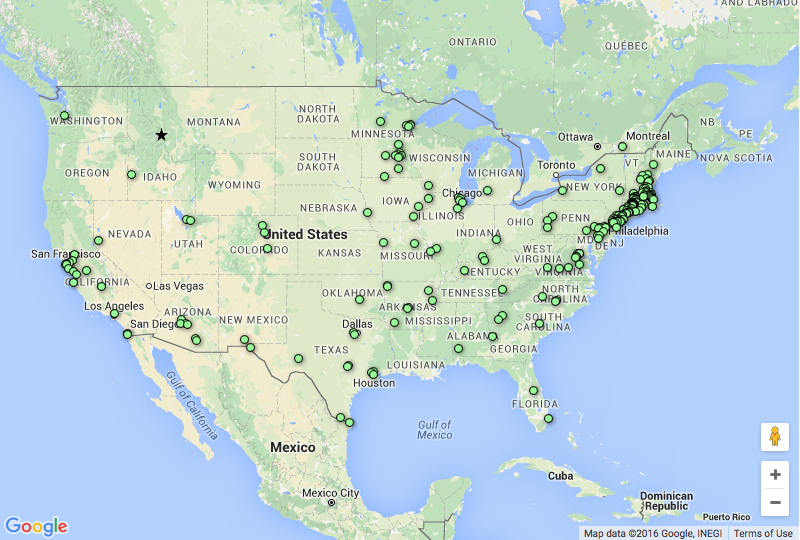 AND LABRADO
ONTARIO
QUÉBEC
WASHINGTON
MONTANA
NORTH
DAKOTA
MINNESOTA
Ottawa
Montreal
NB
PE
MAINE
NOVA SCOTIA
OREGON
IDAHO
SOUTH
DAKOTA
WISCONSIN
MICHIGAN
Toronto
VT
NEW YORK
WYOMING
IOWA
Chicago
NEBRASKA
ILLINOIS
INDIANA
OHIO
PENN
Philadelphia
NEVADA
UTAH
COLORADO
United States
KANSAS
MISSOURI
WEST
VIRGINIA
MD
DE
NJ
San Francisco
CALIFORNIA
Las Vegas
KENTUCKY
VIRGINIA
Los Angeles
ARIZONA
NEW MEXICO
OKLAHOMA
ARKANSAS
TENNESSEE
NORTH
CAROLINA
San Diego
Dallas
MISSISSIPPI
SOUTH
CAROLINA
ALABAMA
GEORGIA
TEXAS
LOUISIANA
Houston
Gulf of
California
FLORIDA
Gulf of
Mexico
Mexico
Cuba
Mexico City
Dominican
Republic
Puerto Rico
Google
Map data ©2016 Google, INEGI
Terms of Use